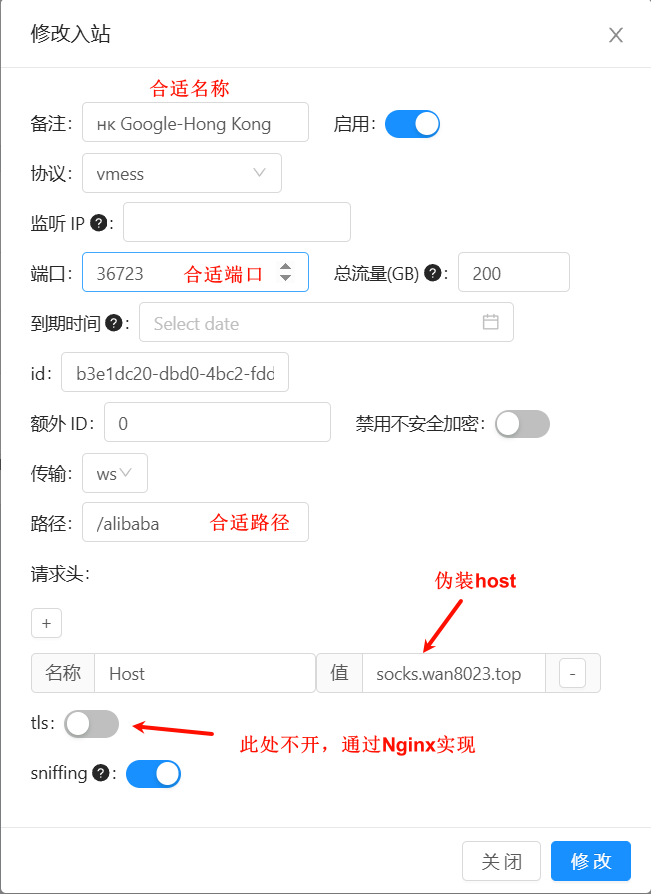 修改入站
合适名称
备注: нк Google-Hong Kong 启用:
协议: vmess
监听 IP ? :
端口: 36723 合适端口 总流量(GB) ? : 200
到期时间 ? : Select date
id: b3e1dc20-dbd0-4bc2-fdd
额外 ID: 0 禁用不安全加密:
传输: ws
路径: /alibaba 合适路径
请求头:
伪装host
+
名称 Host 值 socks.wan8023.top -
tls:
此处不开，通过Nginx实现
sniffing ? :
关 闭 修 改